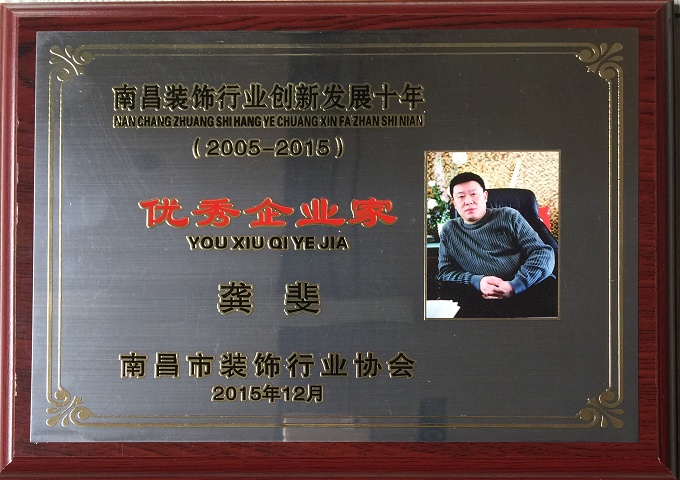 南昌装饰行业创新发展十年
NAN CHANG ZHUANG SHI HANG YE CHUANG XIN FA ZHAN SHI NIAN
(2005-2015)
优秀企业家
YOU XIU QI YE JIA
龚斐
南昌市装饰行业协会
2015年12月